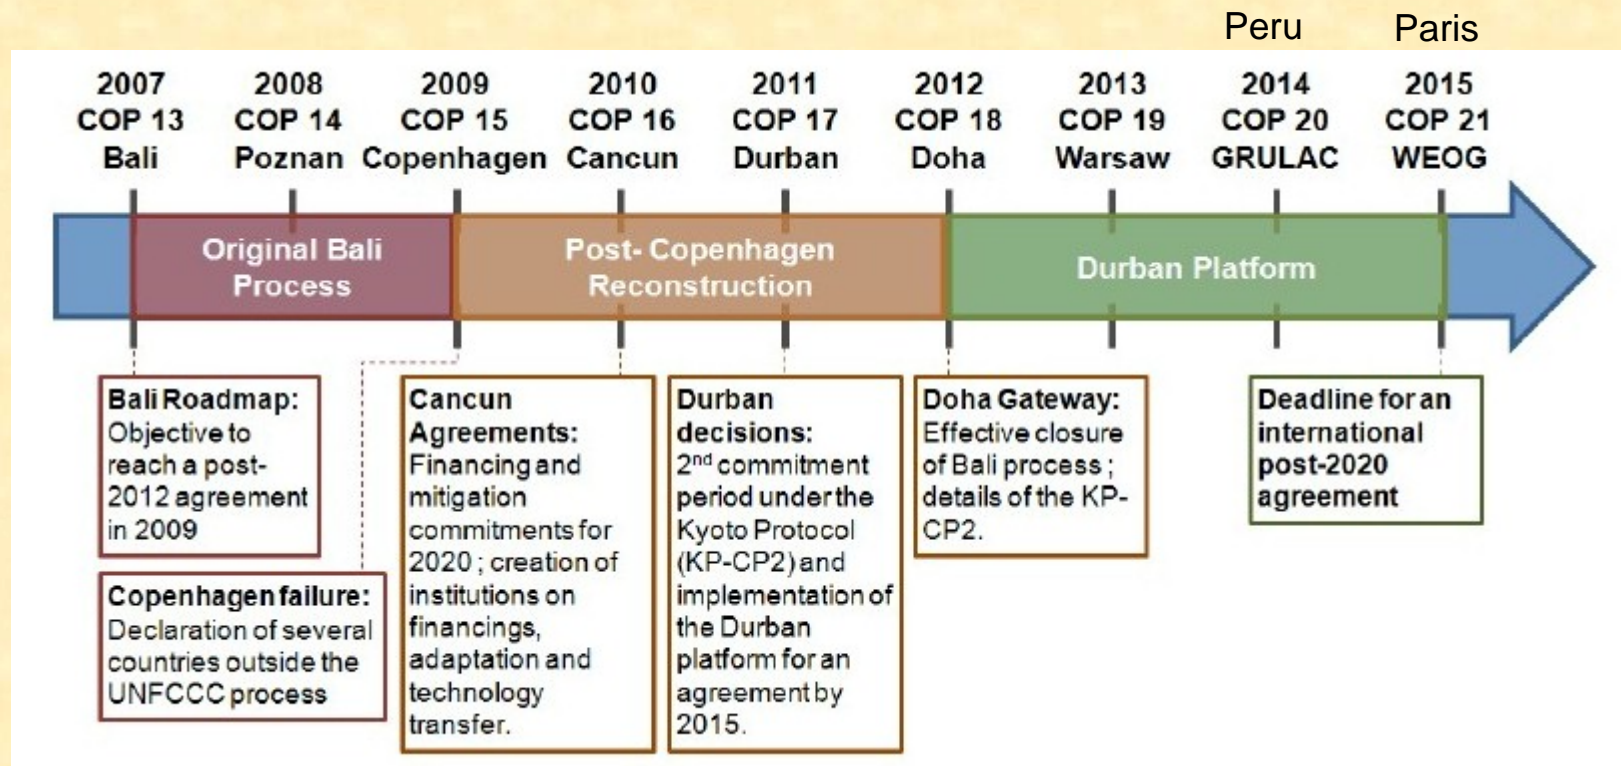 Peru
Paris
2007
COP 13
Bali
2008
COP 14
Poznan
2009
COP 15
Copenhagen
2010
COP 16
Cancun
2011
COP 17
Durban
2012
COP 18
Doha
2013
COP 19
Warsaw
2014
COP 20
GRULAC
2015
COP 21
WEOG
Original Bali
Process
Post- Copenhagen
Reconstruction
Durban Platform
Bali Roadmap:
Objective to
reach a post-
2012 agreement
in 2009
Copenhagen failure:
Declaration of several
countries outside the
UNFCCC process
Cancun
Agreements:
Financing and
mitigation
commitments for
2020 ; creation of
institutions on
financings,
adaptation and
technology
transfer.
Durban
decisions:
2nd commitment
period under the
Kyoto Protocol
(KP-CP2) and
implementation of
the Durban
platform for an
agreement by
2015.
Doha Gateway:
Effective closure
of Bali process ;
details of the KP-
CP2.
Deadline for an
international
post-2020
agreement